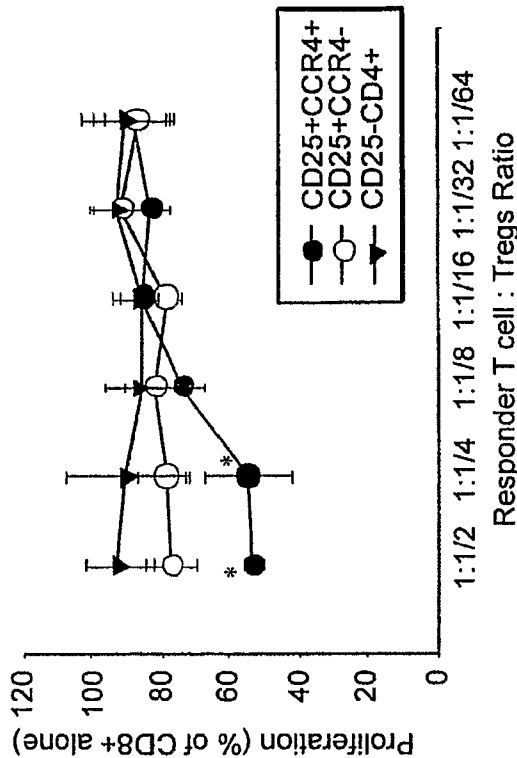 Proliferation (% of CD8+ alone)
120
100
80
60
40
20
0
*
*
CD25+CCR4+
CD25+CCR4-
CD25-CD4+
1:1/2 1:1/4 1:1/8 1:1/16 1:1/32 1:1/64
Responder T cell : Tregs Ratio